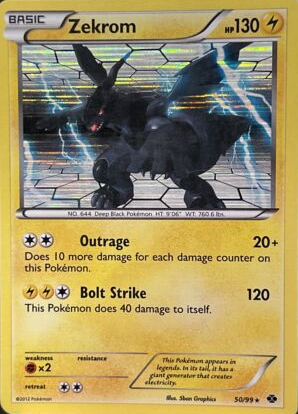 BASIC
Zekrom
HP130
NO. 644 Deep Black Pokémon. HT. 9'06" WT. 760.6 lbs.
Outrage 20+
Does 10 more damage for each damage counter on
this Pokémon.
Bolt Strike 120
This Pokémon does 40 damage to itself.
weakness
×2
resistance
retreat
This Pokémon appears in
legends. In its tail, it has a
giant generator that creates
electricity.
©2012 Pokémon
Illus. 5ban Graphics
50/99★